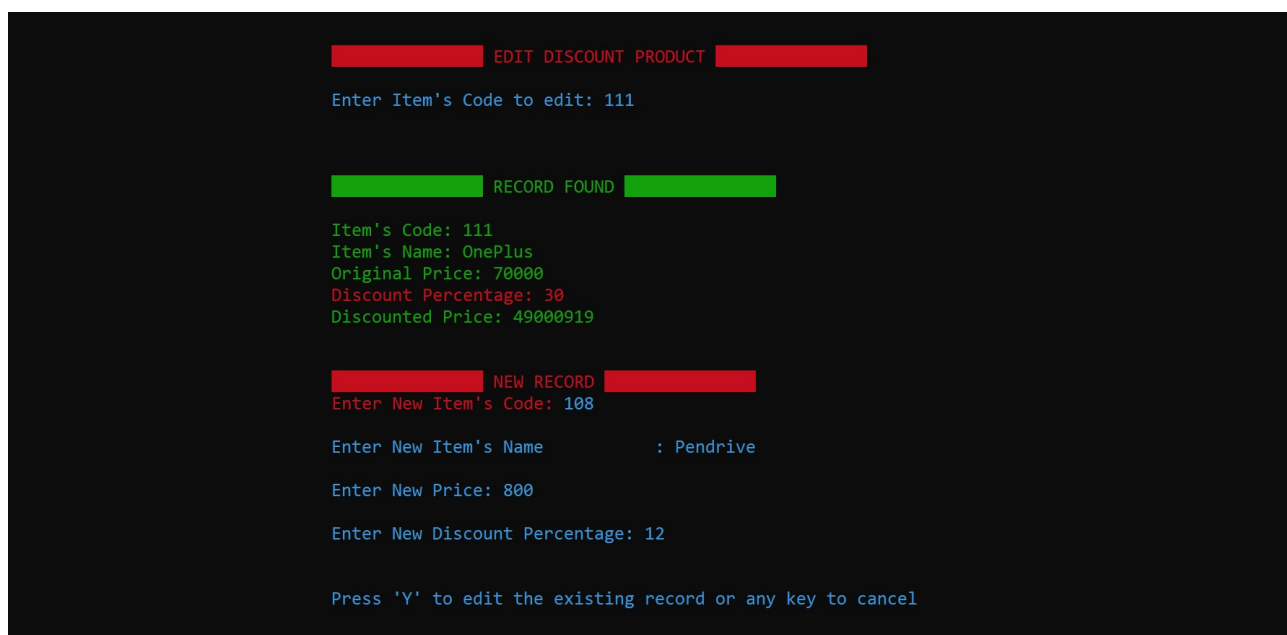 EDIT DISCOUNT PRODUCT
Enter Item's Code to edit: 111
RECORD FOUND
Item's Code: 111
Item's Name: OnePlus
Original Price: 70000
Discount Percentage: 30
Discounted Price: 49000919
NEW RECORD
Enter New Item's Code: 108
Enter New Item's Name : Pendrive
Enter New Price: 800
Enter New Discount Percentage: 12
Press 'Y' to edit the existing record or any key to cancel